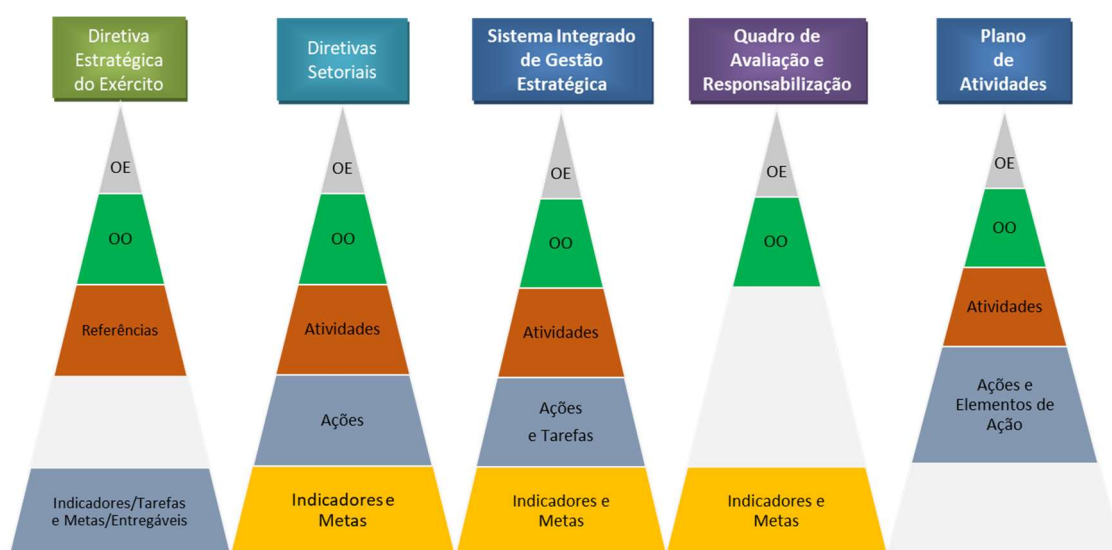 Diretiva
Estratégica
do Exército
Diretivas
Setoriais
Sistema Integrado
de Gestão
Estratégica
Quadro de
Avaliação e
Responsabilização
Plano
de
Atividades
OE
OO
Referências
Indicadores/Tarefas
e Metas/Entregáveis
OE
OO
Atividades
Ações
Indicadores e
Metas
OE
OO
Atividades
Ações
e Tarefas
Indicadores e
Metas
OE
OO
Indicadores e
Metas
OE
OO
Atividades
Ações e
Elementos de
Ação